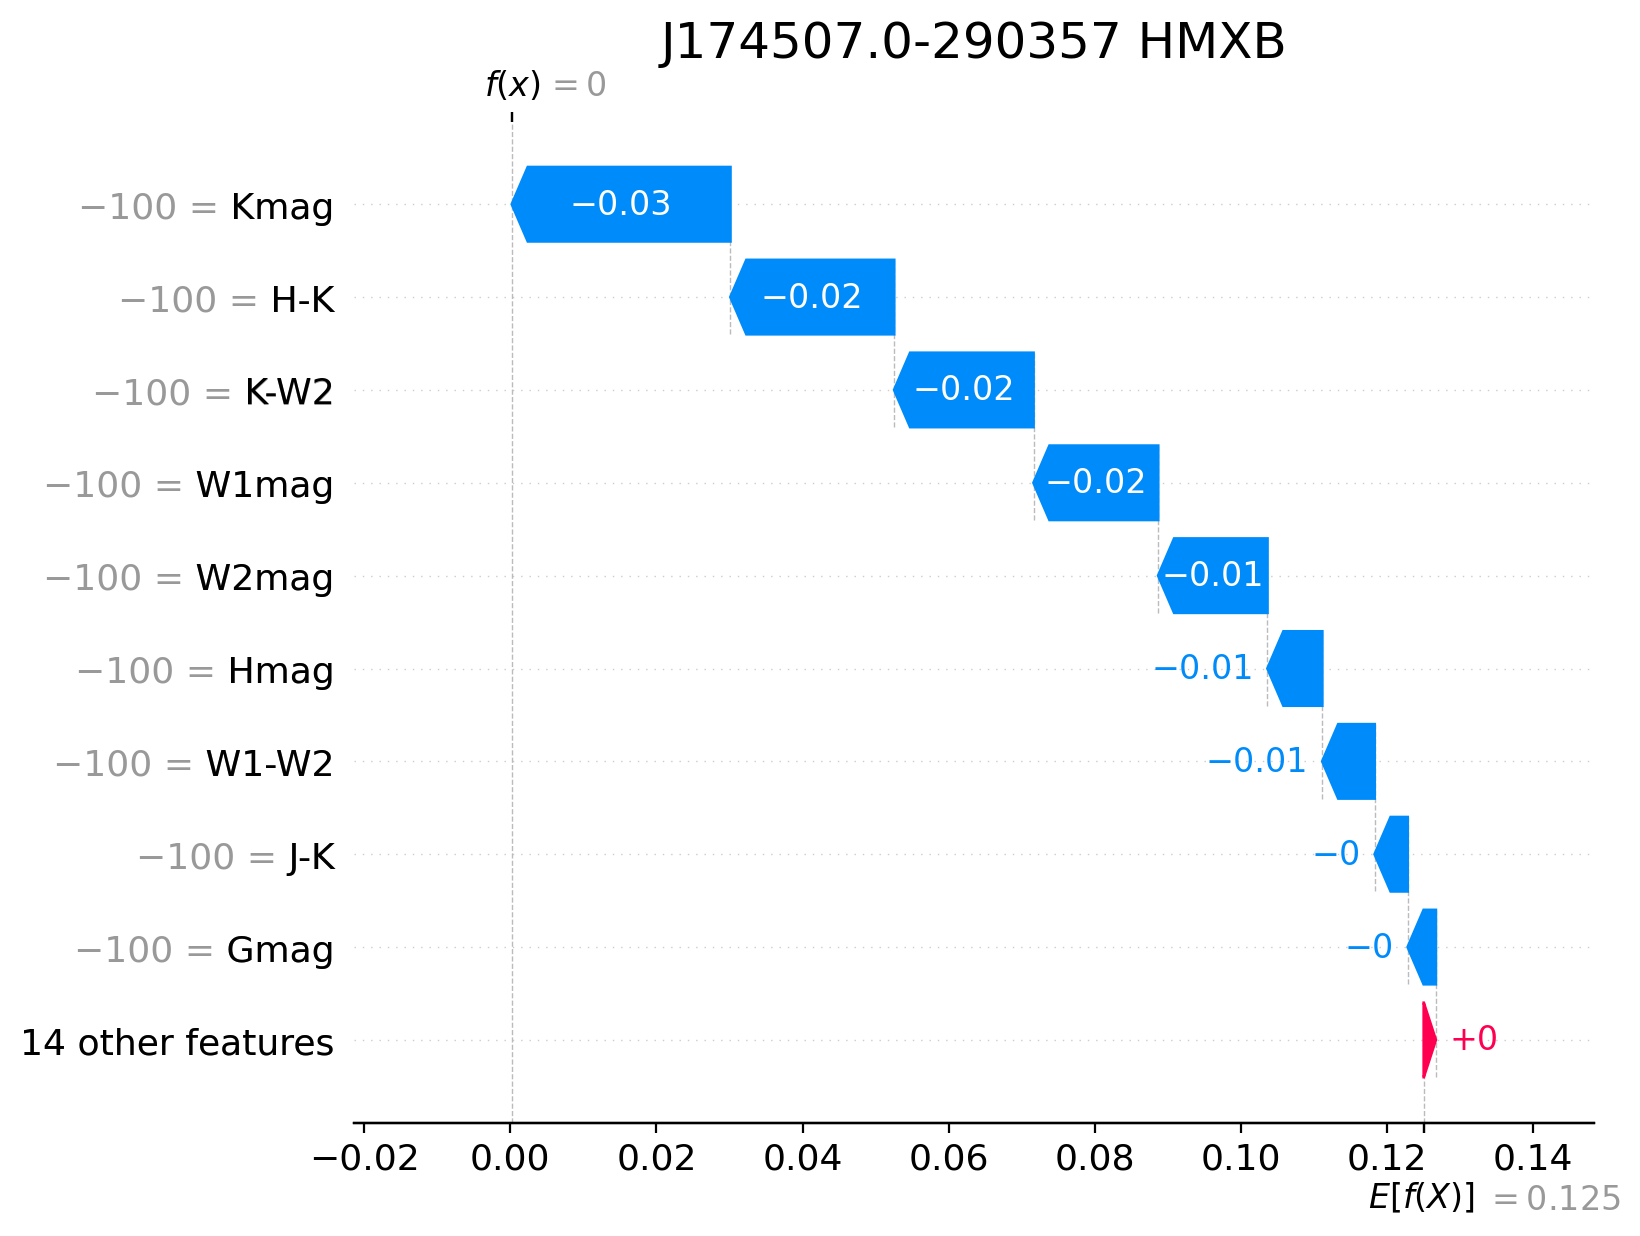 J174507.0-290357 HMXB
f(x) = 0
−100 = Kmag
−0.03
−100 = H-K
−0.02
−100 = K-W2
−0.02
−100 = W1mag
−0.02
−100 = W2mag
−0.01
−100 = Hmag
−0.01
−100 = W1-W2
−0.01
−100 = J-K
−0
−100 = Gmag
−0
14 other features
+0
−0.02 0.00 0.02 0.04 0.06 0.08 0.10 0.12 0.14
E[f(X)] = 0.125